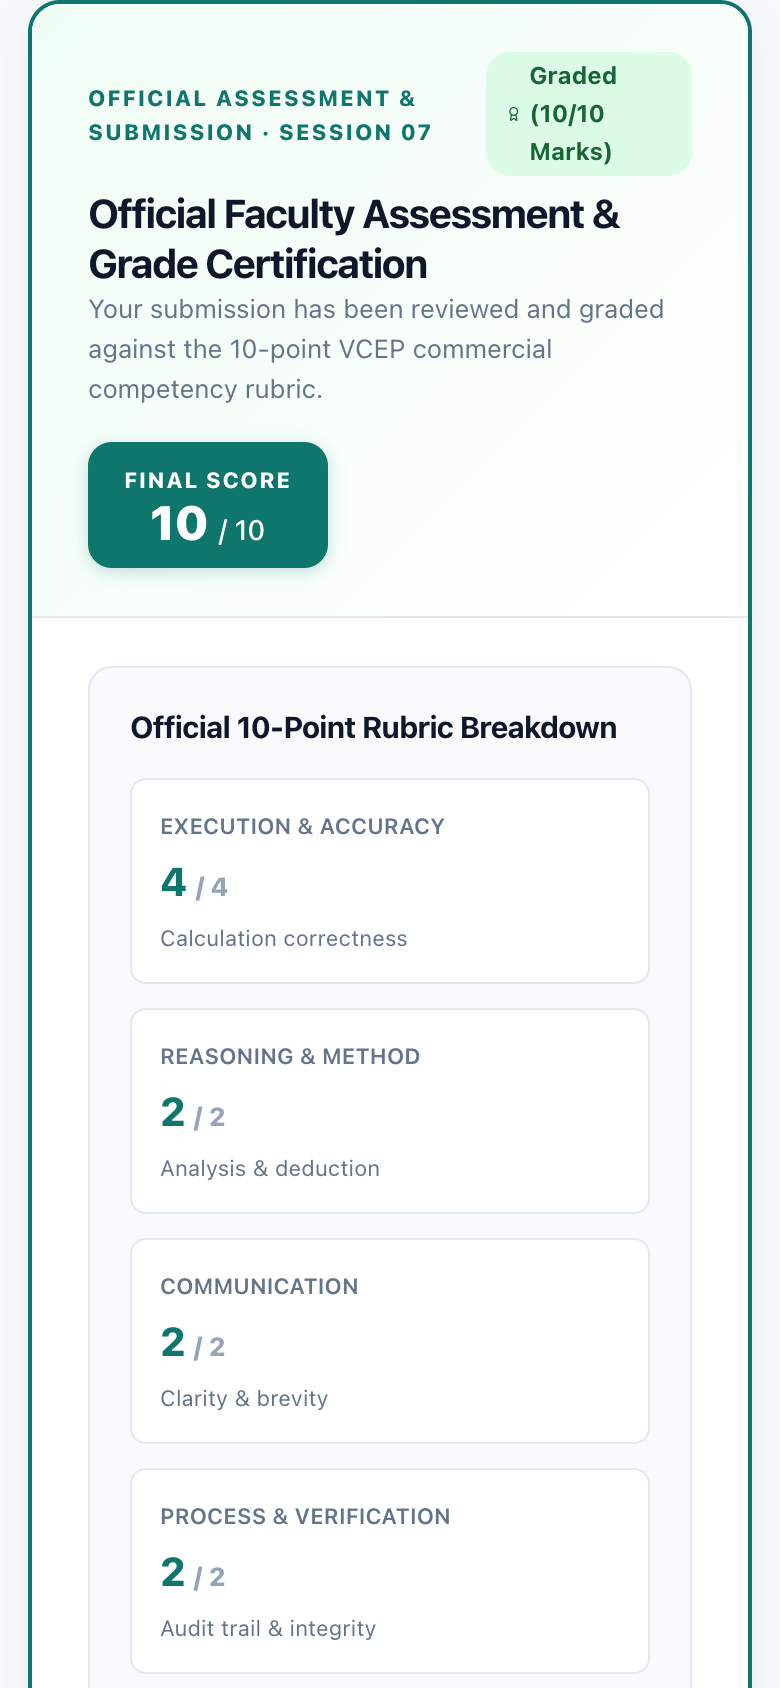 OFFICIAL ASSESSMENT &
SUBMISSION · SESSION 07
Graded
(10/10
Marks)
Official Faculty Assessment &
Grade Certification
Your submission has been reviewed and graded
against the 10-point VCEP commercial
competency rubric.
FINAL SCORE
10 / 10
Official 10-Point Rubric Breakdown
EXECUTION & ACCURACY
4 / 4
Calculation correctness
REASONING & METHOD
2 / 2
Analysis & deduction
COMMUNICATION
2 / 2
Clarity & brevity
PROCESS & VERIFICATION
2 / 2
Audit trail & integrity